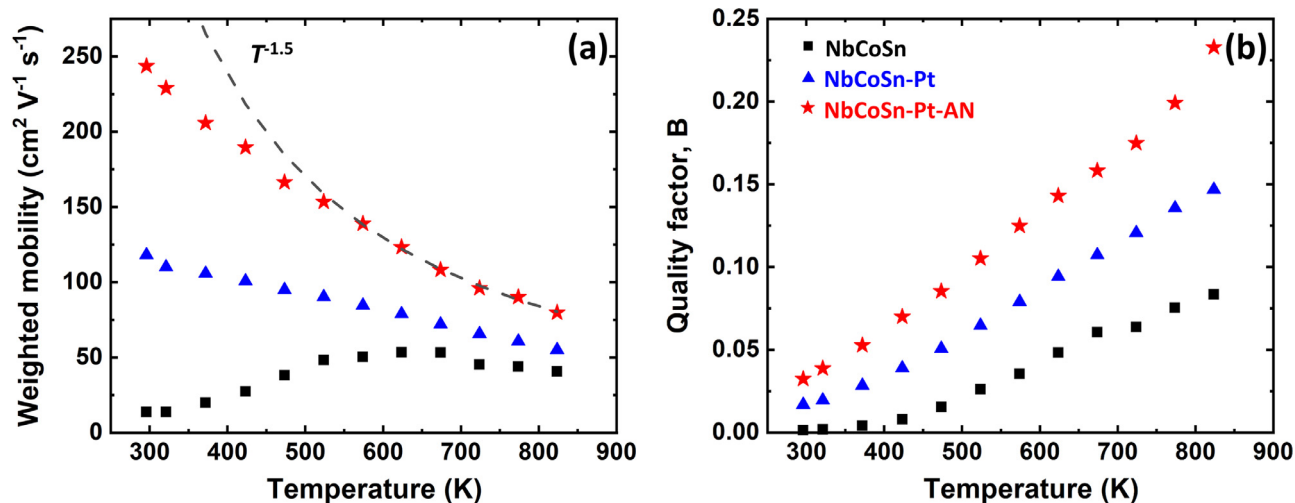 (a)
T⁻¹·⁵
Weighted mobility (cm² V⁻¹ s⁻¹)
250
200
150
100
50
0
300 400 500 600 700 800 900
Temperature (K)
(b)
NbCoSn
NbCoSn-Pt
NbCoSn-Pt-AN
Quality factor, B
0.25
0.20
0.15
0.10
0.05
0.00
300 400 500 600 700 800 900
Temperature (K)